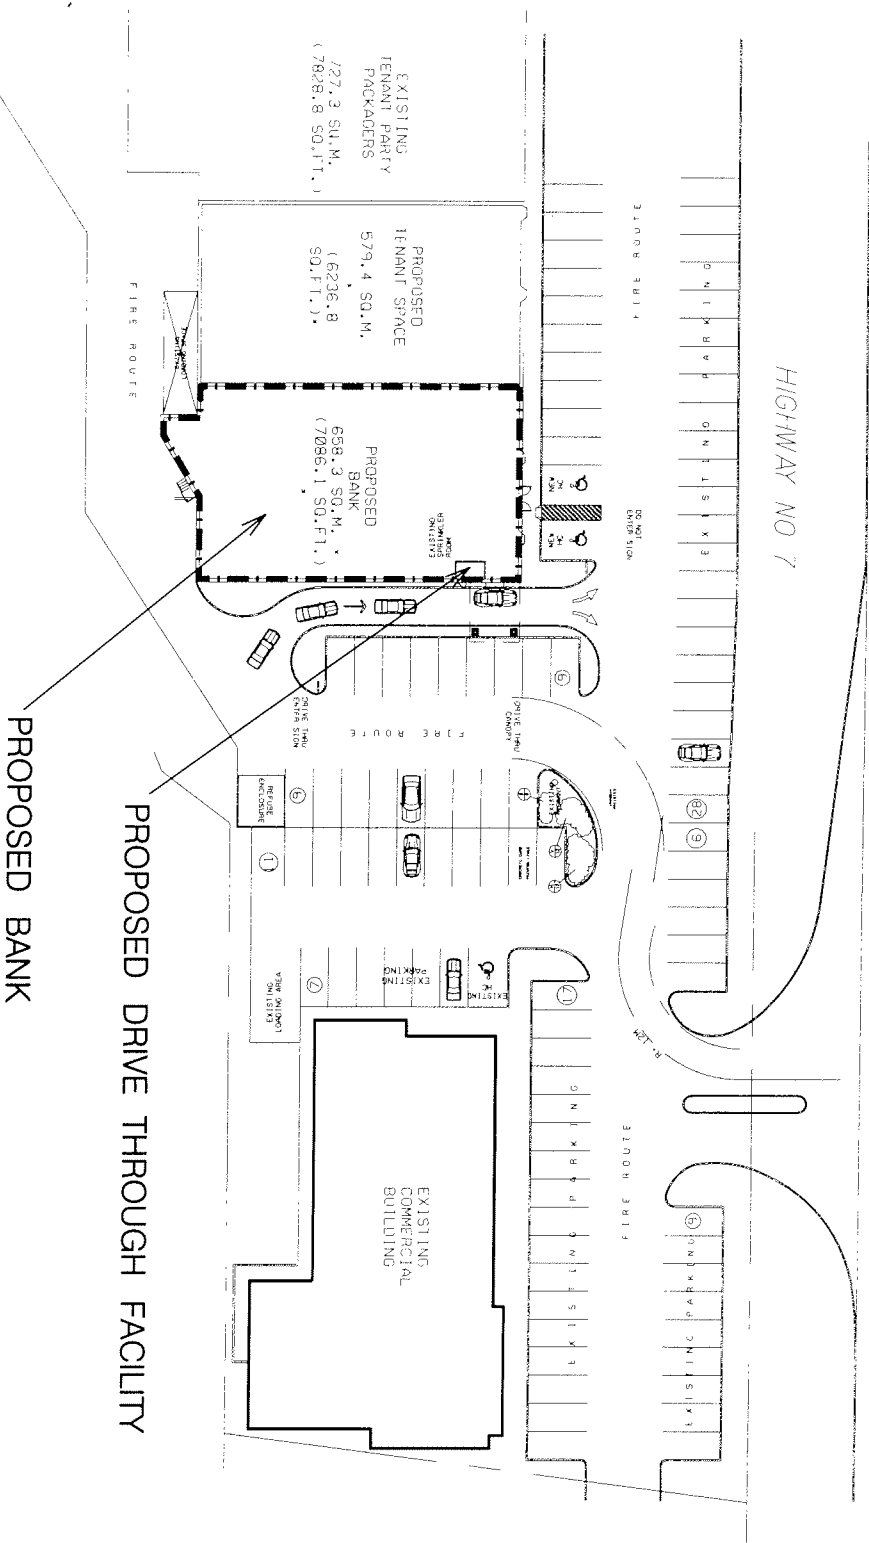 HIGHWAY NO 7
FIRE ROUTE
EXISTING PARKING
EXISTING
TENANT PARTY
PACKAGERS
727.3 SQ.M.
(7828.8 SQ.FT.)
PROPOSED
TENANT SPACE
579.4 SQ.M.
*
(6236.8
SQ.FT.)*
FIRE ROUTE
PROPOSED
BANK
658.3 SQ.M. *
(7086.1 SQ.FT.)
*
EXISTING
SPRINKLER
ROOM
NEW
HC
NEW
HC
DO NOT
ENTER SIGN
6
DRIVE THRU
CANOPY
FIRE ROUTE
DRIVE THRU
ENTER SIGN
REFUSE
ENCLOSURE
6
11
28
6
7
EXISTING
PARKING
EXISTING
HC
EXISTING
LOADING AREA
17
R. 12M
EXISTING PARKING
FIRE ROUTE
9
EXISTING PARKING
EXISTING
COMMERCIAL
BUILDING
PROPOSED DRIVE THROUGH FACILITY
PROPOSED BANK